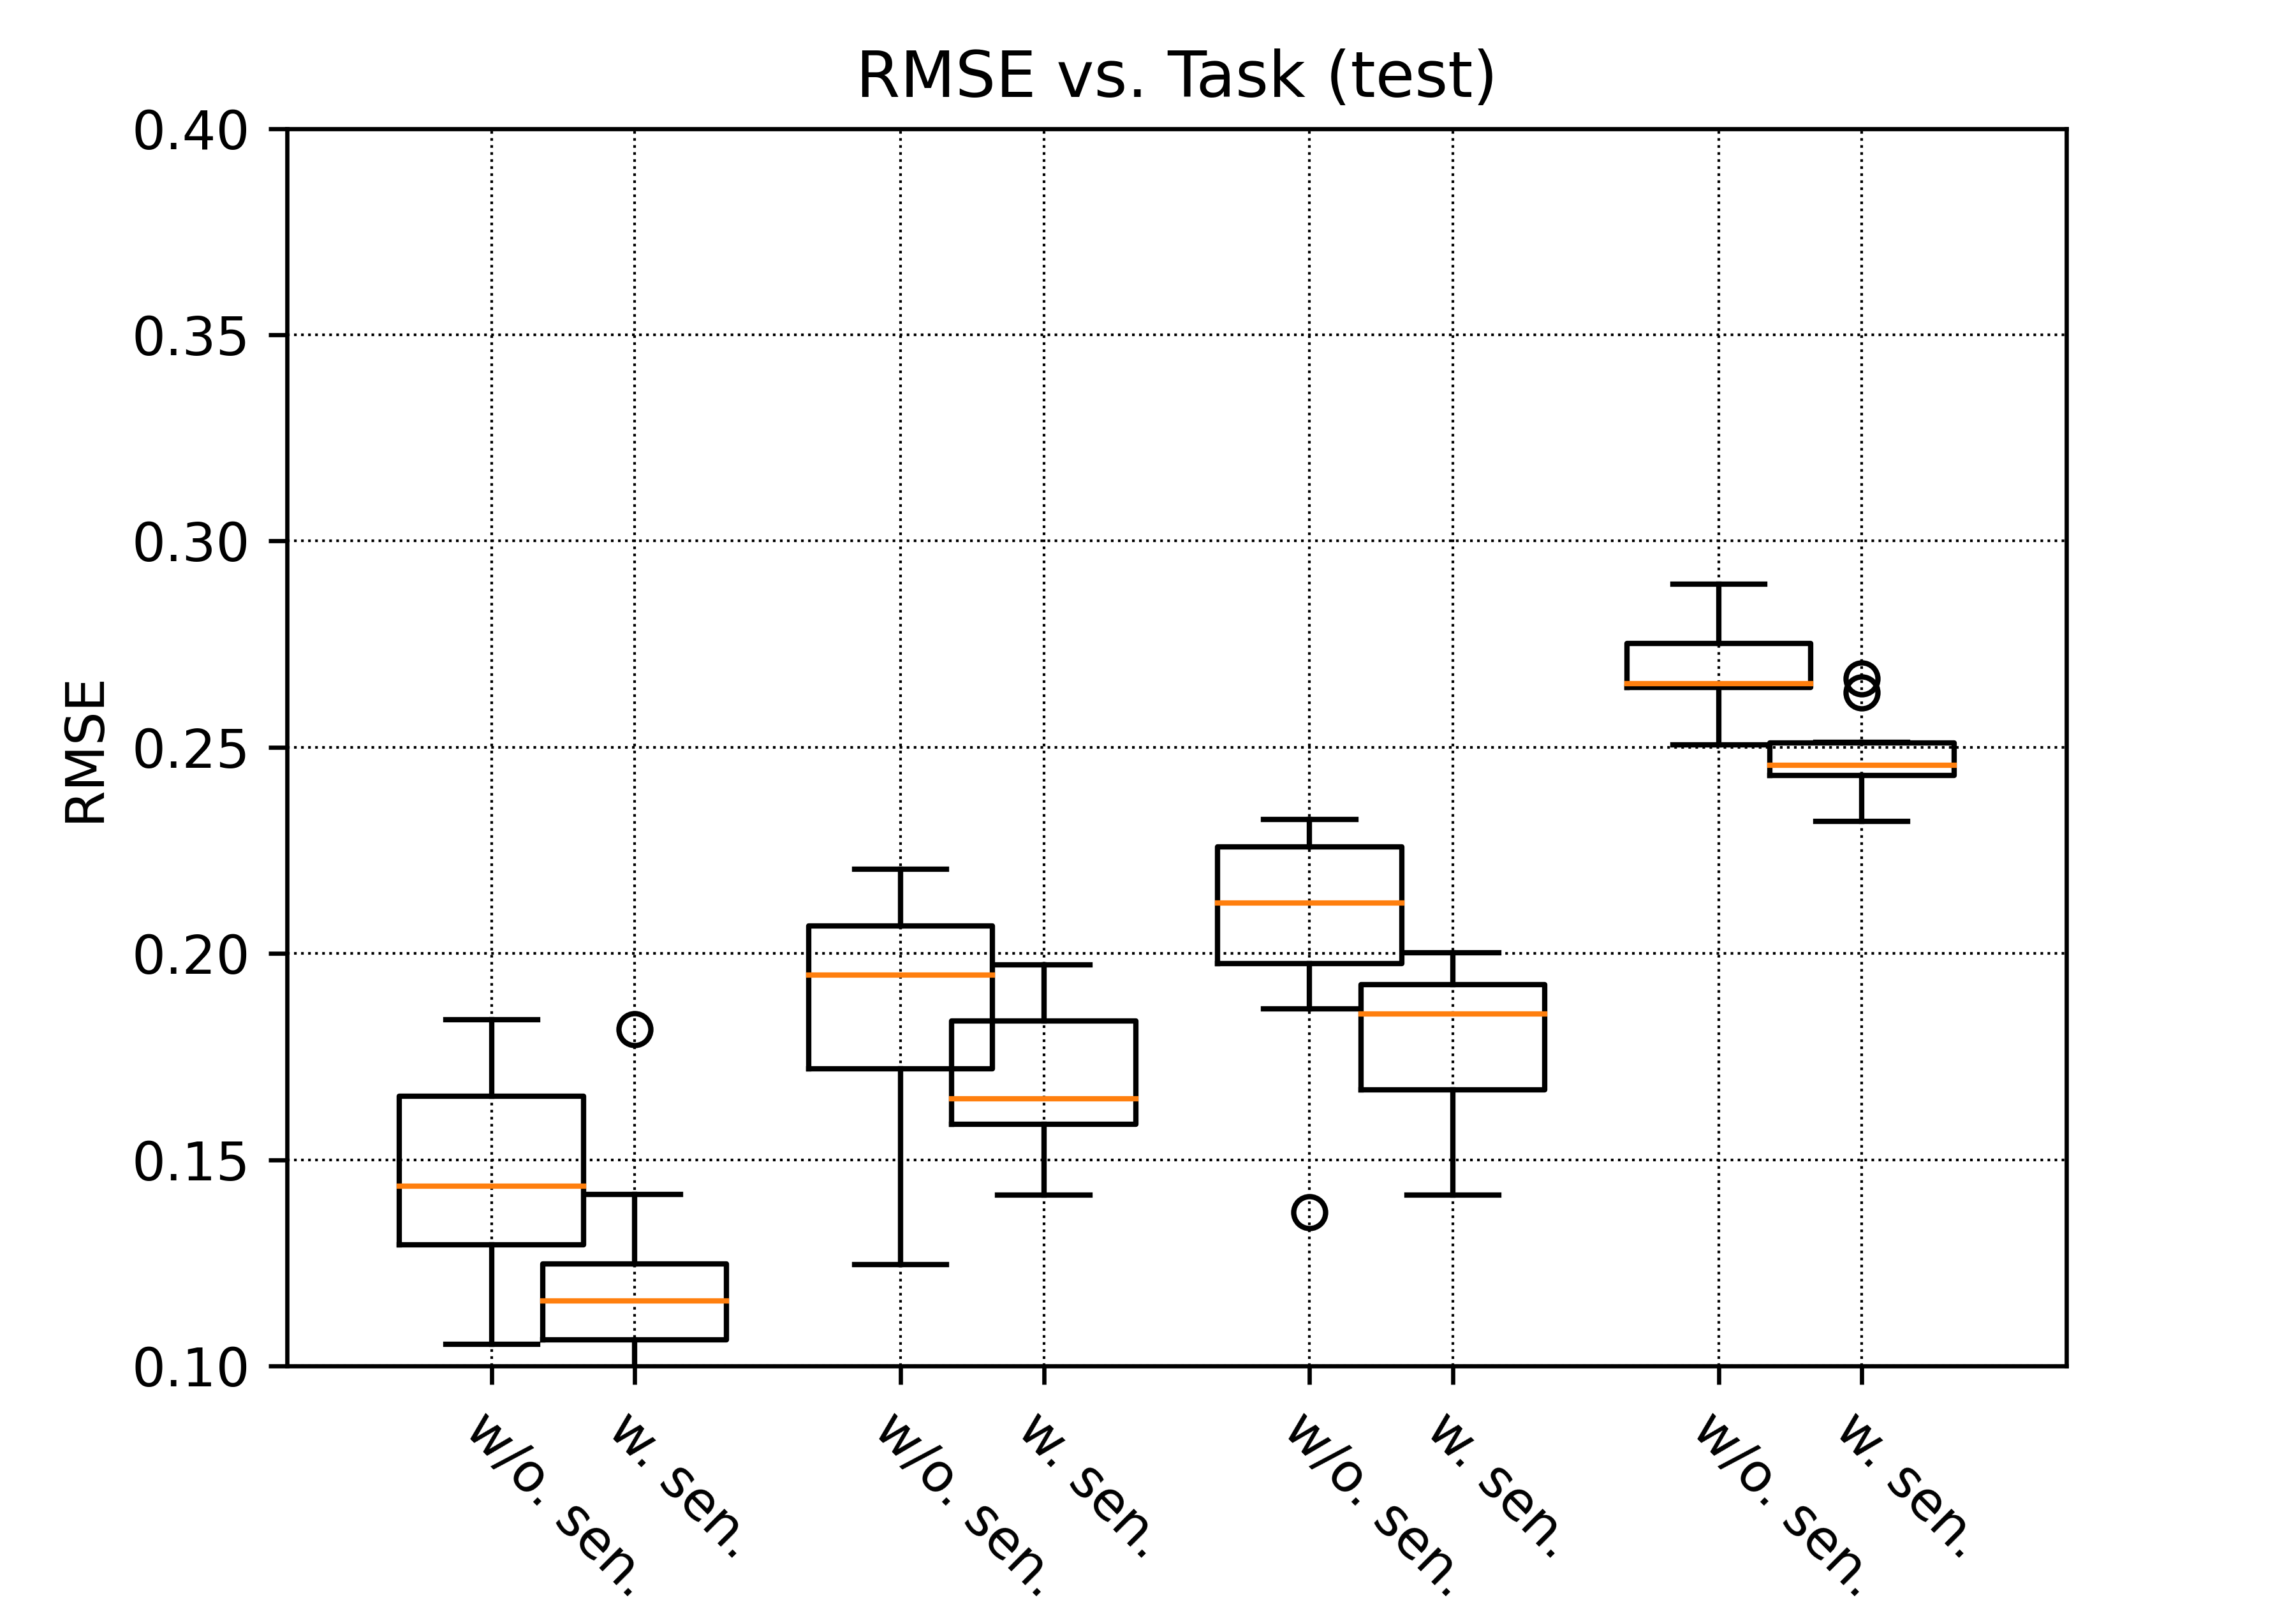 RMSE vs. Task (test)
0.40
0.35
0.30
0.25
0.20
0.15
0.10
RMSE
w/o. sen.
w. sen.
w/o. sen.
w. sen.
w/o. sen.
w. sen.
w/o. sen.
w. sen.